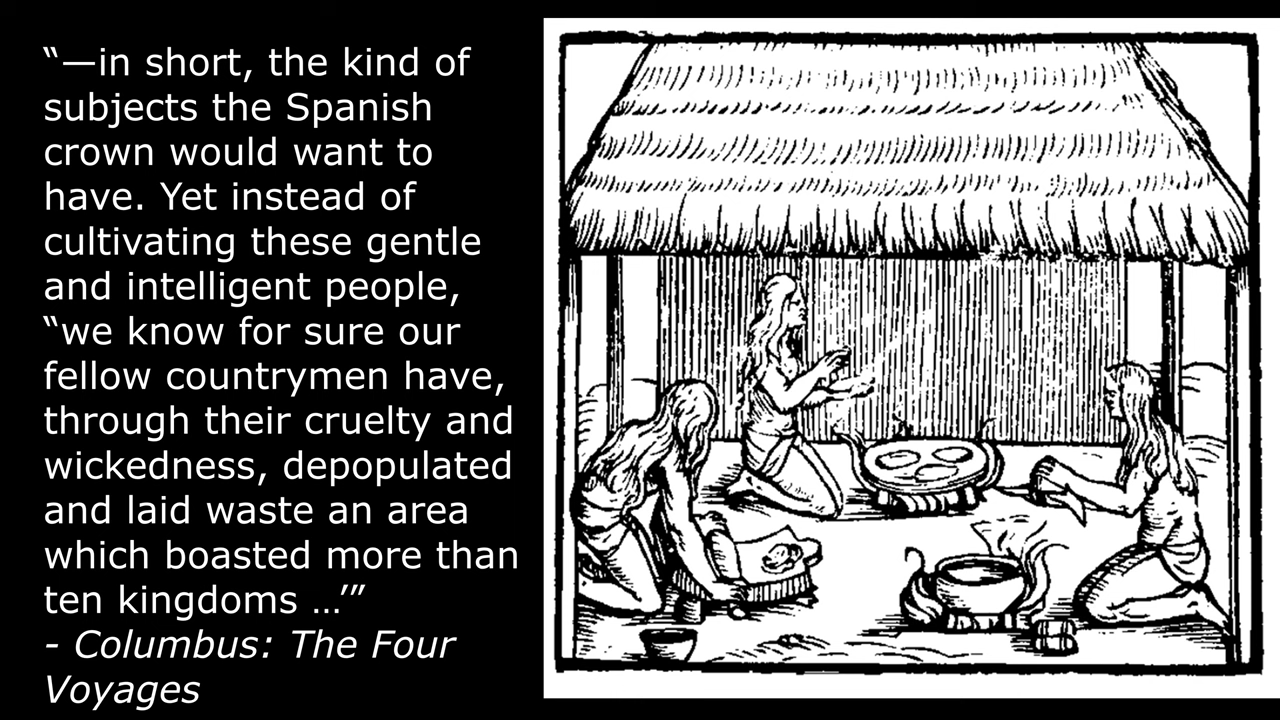 “—in short, the kind of
subjects the Spanish
crown would want to
have. Yet instead of
cultivating these gentle
and intelligent people,
“we know for sure our
fellow countrymen have,
through their cruelty and
wickedness, depopulated
and laid waste an area
which boasted more than
ten kingdoms …’”
- Columbus: The Four
Voyages